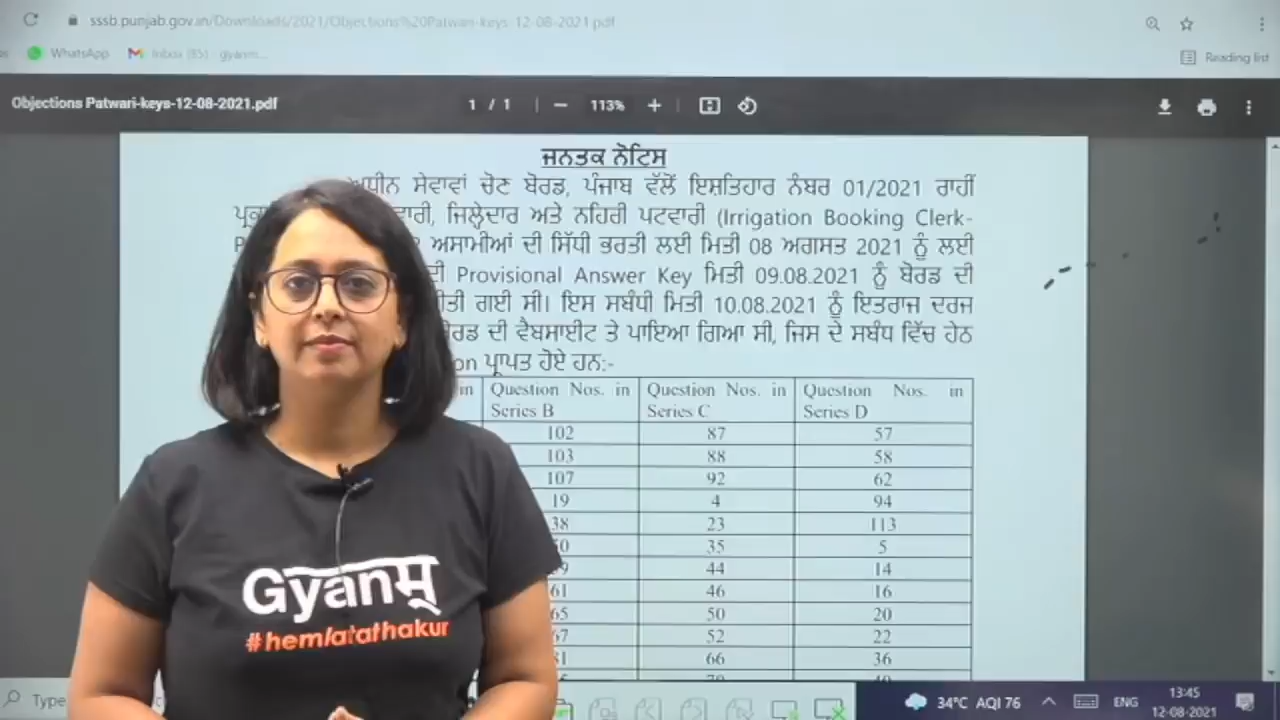 sssb.punjab.gov.in/Downloads/2021/Objections%20Patwari-keys-12-08-2021.pdf
WhatsApp
Inbox (85) - gyanm...
Reading list
Objections Patwari-keys-12-08-2021.pdf
1 / 1
113%
ਜਨਤਕ ਨੋਟਿਸ
ਅਧੀਨ ਸੇਵਾਵਾਂ ਚੋਣ ਬੋਰਡ, ਪੰਜਾਬ ਵੱਲੋਂ ਇਸ਼ਤਿਹਾਰ ਨੰਬਰ 01/2021 ਰਾਹੀਂ
ਜਿਲ੍ਹੇਦਾਰ ਅਤੇ ਨਹਿਰੀ ਪਟਵਾਰੀ (Irrigation Booking Clerk-
ਅਸਾਮੀਆਂ ਦੀ ਸਿੱਧੀ ਭਰਤੀ ਲਈ ਮਿਤੀ 08 ਅਗਸਤ 2021 ਨੂੰ ਲਈ
ਦੀ Provisional Answer Key ਮਿਤੀ 09.08.2021 ਨੂੰ ਬੋਰਡ ਦੀ
ਗਈ ਸੀ। ਇਸ ਸਬੰਧੀ ਮਿਤੀ 10.08.2021 ਨੂੰ ਇਤਰਾਜ ਦਰਜ
ਦੀ ਵੈਬਸਾਈਟ ਤੇ ਪਾਇਆ ਗਿਆ ਸੀ, ਜਿਸ ਦੇ ਸਬੰਧ ਵਿੱਚ ਹੇਠ
on ਪ੍ਰਾਪਤ ਹੋਏ ਹਨ:-
in Question Nos. in Question Nos. in Question Nos. in
Series B Series C Series D
102 87 57
103 88 58
107 92 62
19 4 94
38 23 113
35 5
44 14
61 46 16
65 50 20
67 52 22
66 36
Gyanम्
#hemlatathakur
Type
34°C AQI 76
ENG
13:45
12-08-2021